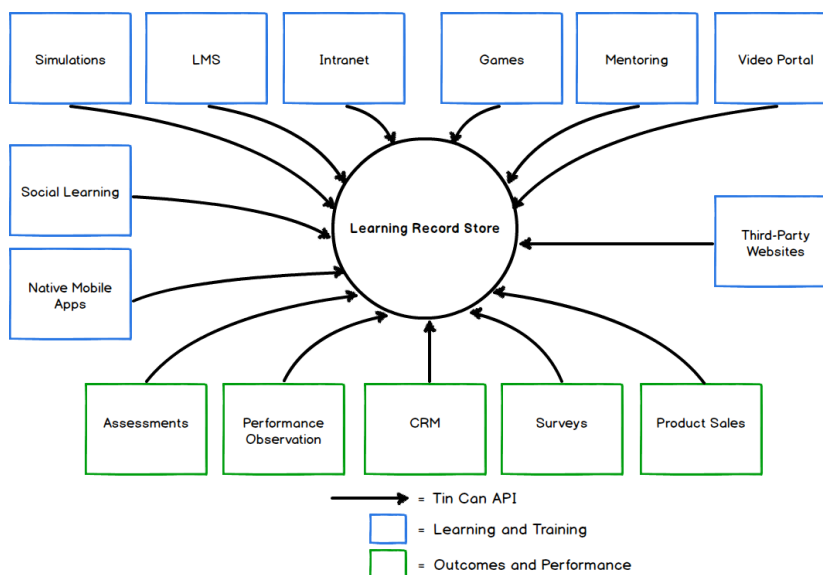 Simulations
LMS
Intranet
Games
Mentoring
Video Portal
Social Learning
Learning Record Store
Third-Party
Websites
Native Mobile
Apps
Assessments
Performance
Observation
CRM
Surveys
Product Sales
= Tin Can API
= Learning and Training
= Outcomes and Performance